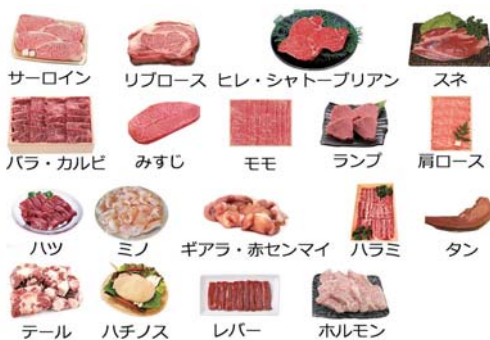 サーロイン
リブロース
ヒレ・シャトーブリアン
スネ
バラ・カルビ
みすじ
モモ
ランプ
肩ロース
ハツ
ミノ
ギアラ・赤センマイ
ハラミ
タン
テール
ハチノス
レバー
ホルモン